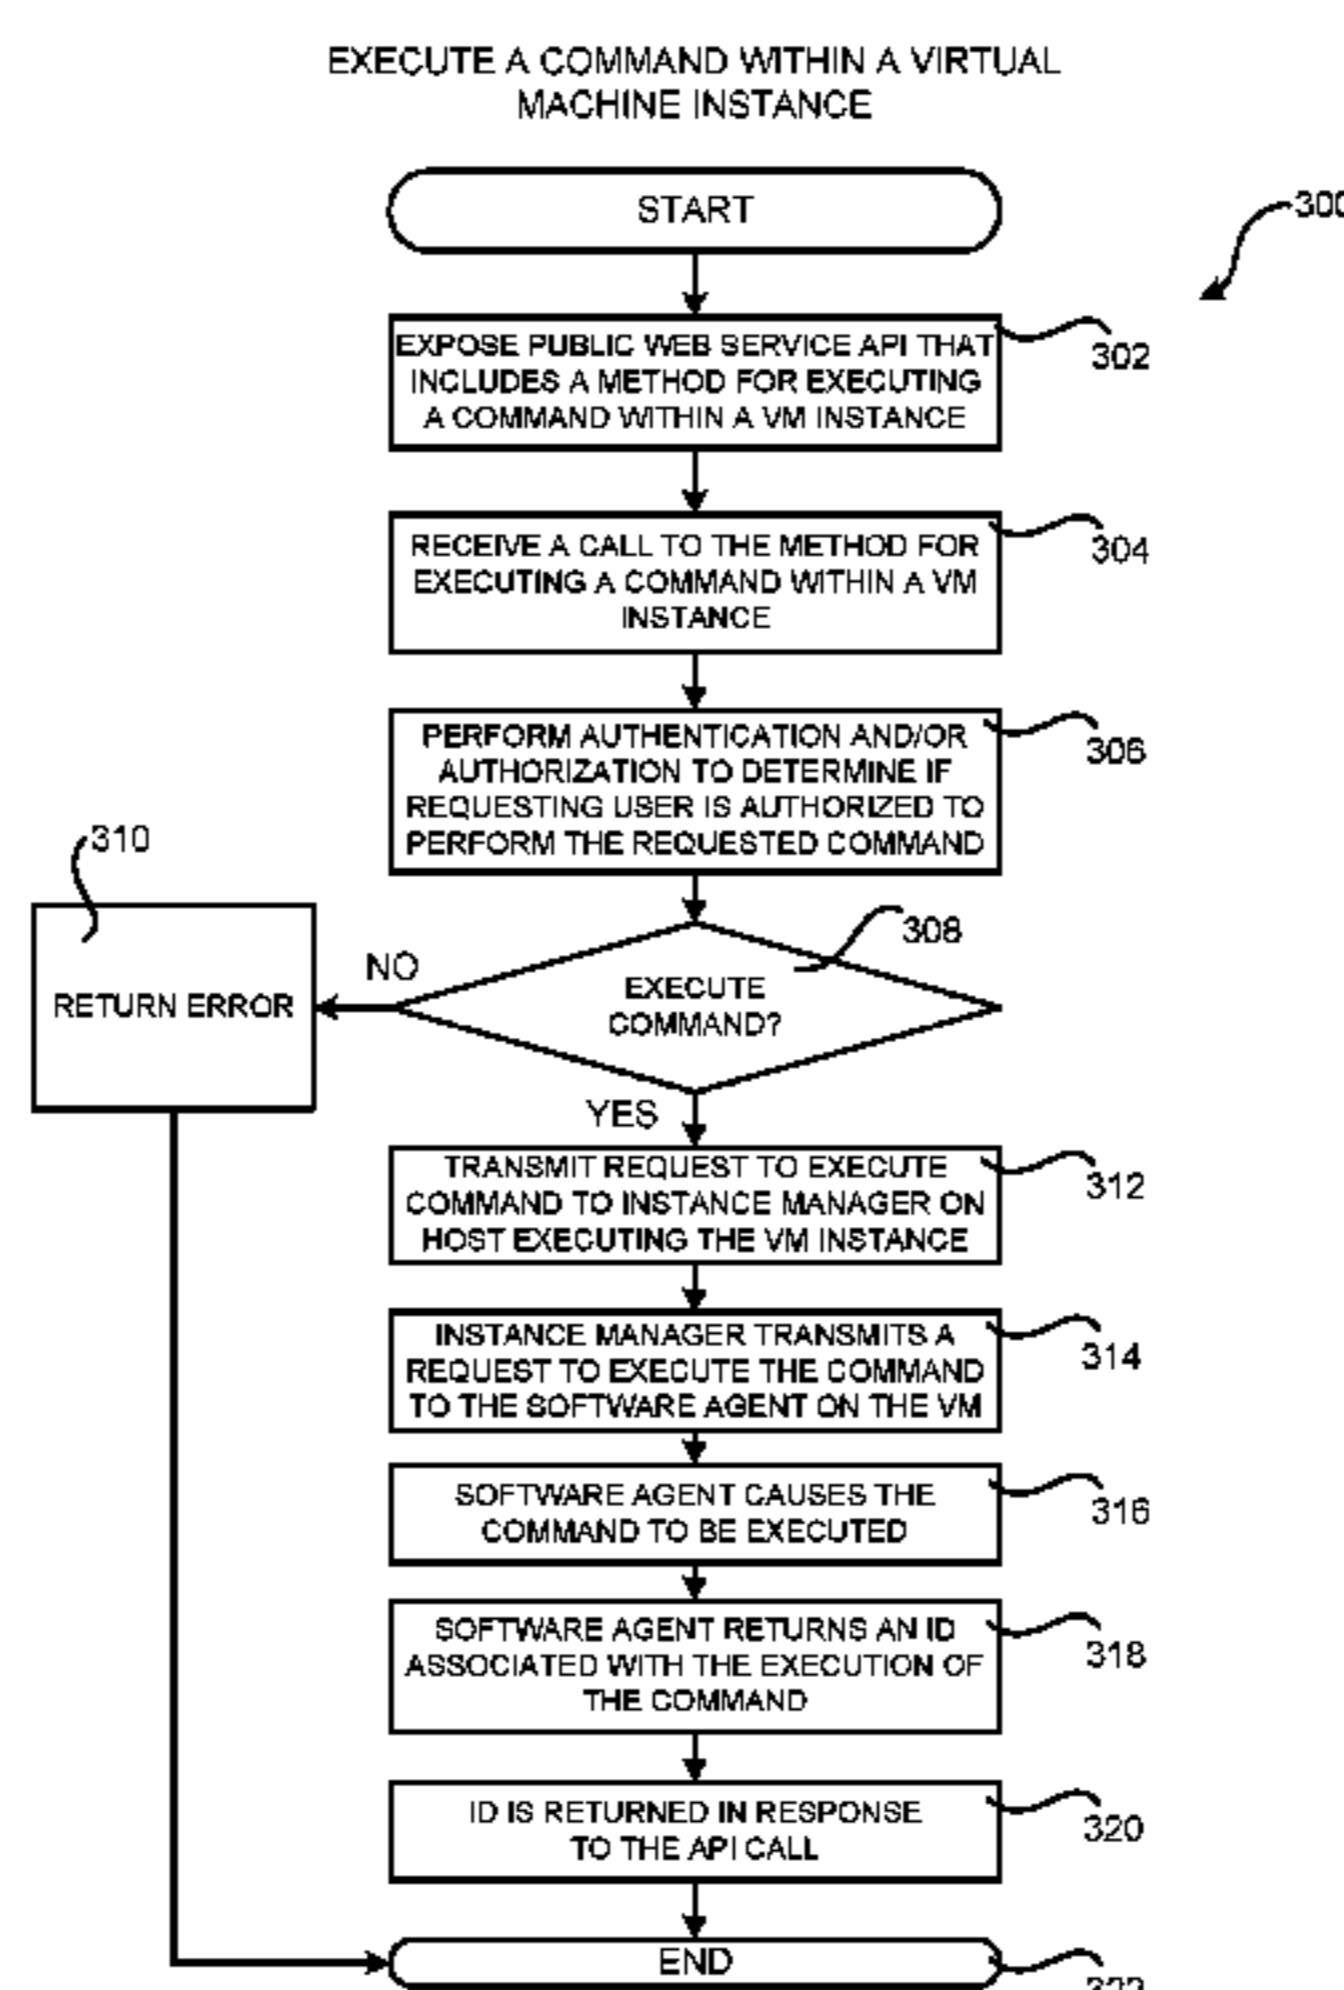 EXECUTE A COMMAND WITHIN A VIRTUAL
MACHINE INSTANCE
START
EXPOSE PUBLIC WEB SERVICE API THAT
INCLUDES A METHOD FOR EXECUTING
A COMMAND WITHIN A VM INSTANCE
302
RECEIVE A CALL TO THE METHOD FOR
EXECUTING A COMMAND WITHIN A VM
INSTANCE
304
PERFORM AUTHENTICATION AND/OR
AUTHORIZATION TO DETERMINE IF
REQUESTING USER IS AUTHORIZED TO
PERFORM THE REQUESTED COMMAND
306
310
RETURN ERROR
NO
308
EXECUTE
COMMAND?
YES
TRANSMIT REQUEST TO EXECUTE
COMMAND TO INSTANCE MANAGER ON
HOST EXECUTING THE VM INSTANCE
312
INSTANCE MANAGER TRANSMITS A
REQUEST TO EXECUTE THE COMMAND
TO THE SOFTWARE AGENT ON THE VM
314
SOFTWARE AGENT CAUSES THE
COMMAND TO BE EXECUTED
316
SOFTWARE AGENT RETURNS AN ID
ASSOCIATED WITH THE EXECUTION OF
THE COMMAND
318
ID IS RETURNED IN RESPONSE
TO THE API CALL
320
END